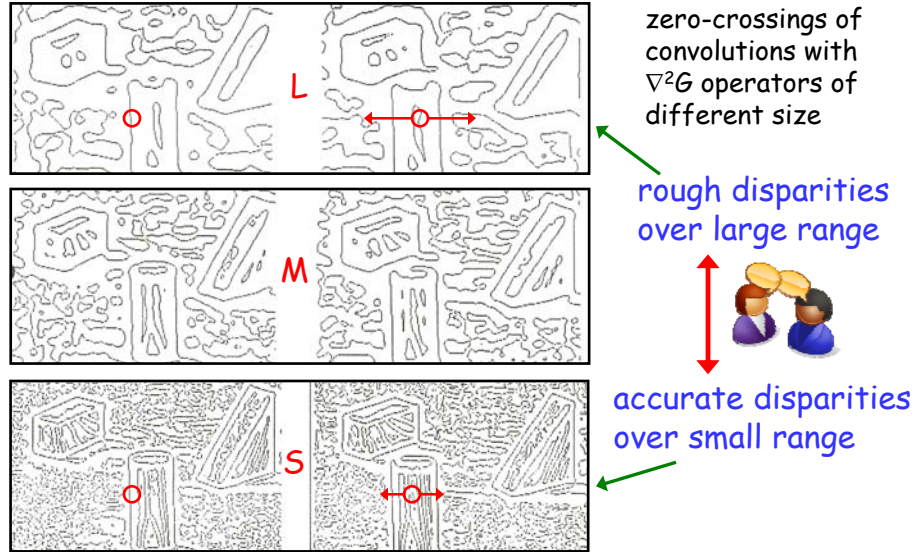 zero-crossings of
convolutions with
∇²G operators of
different size
L
rough disparities
over large range
M
accurate disparities
over small range
S